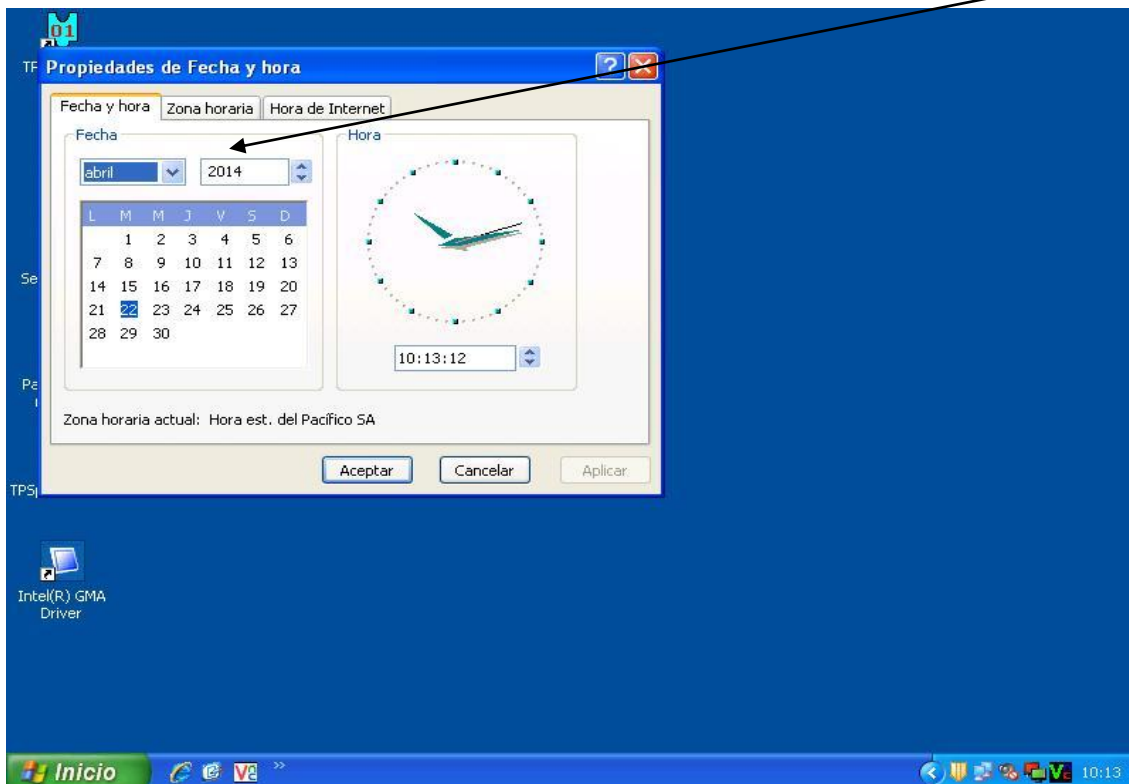 01
TF
Propiedades de Fecha y hora
Fecha y hora Zona horaria Hora de Internet
Fecha
Hora
abril 2014
L M M J V S D
1 2 3 4 5 6
7 8 9 10 11 12 13
14 15 16 17 18 19 20
21 22 23 24 25 26 27
28 29 30
10:13:12
Se
Pa
Zona horaria actual: Hora est. del Pacífico SA
Aceptar Cancelar Aplicar
Intel(R) GMA
Driver
Inicio
10:13